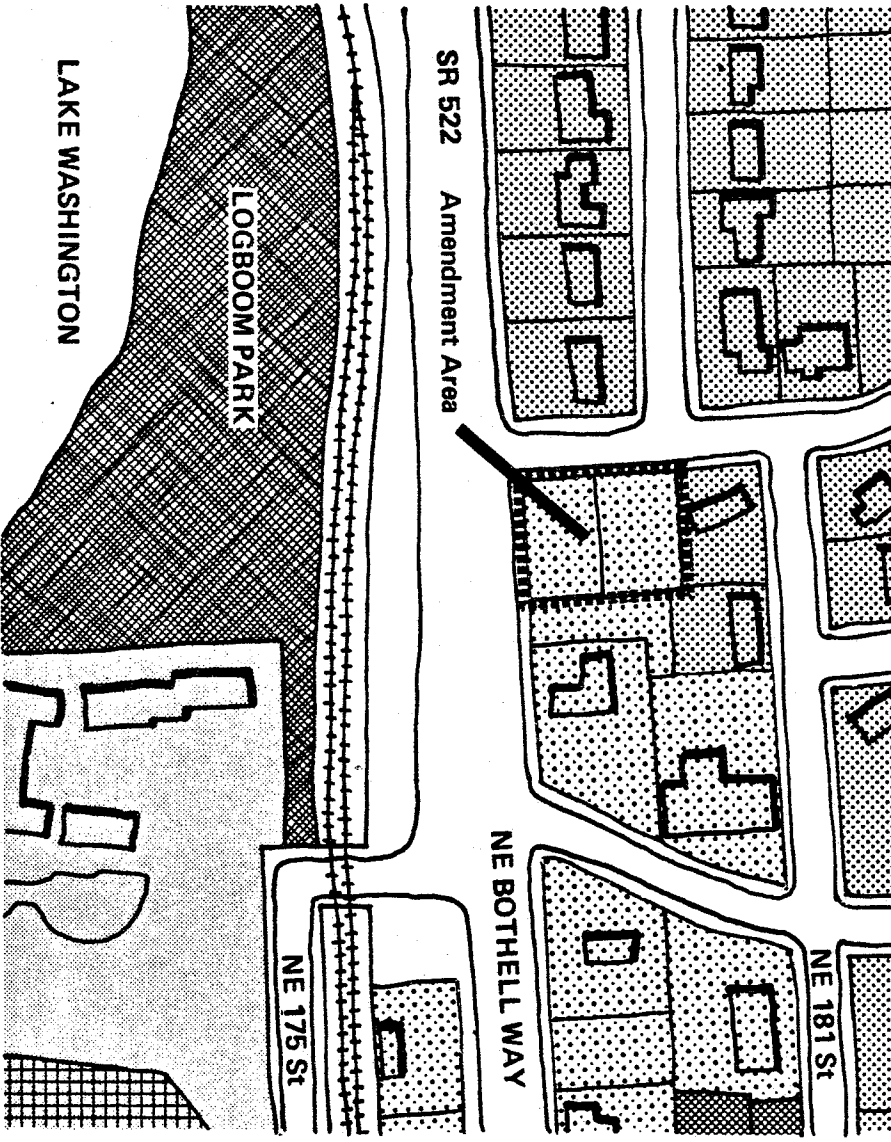 LAKE WASHINGTON
LOGBOOM PARK
SR 522
Amendment Area
NE BOTHELL WAY
NE 175 St
NE 181 St